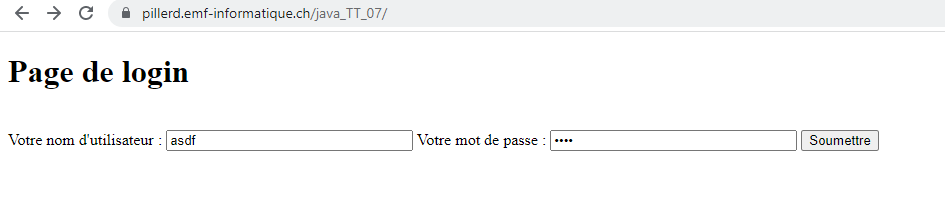 pillerd.emf-informatique.ch/java_TT_07/
Page de login
Votre nom d'utilisateur : asdf Votre mot de passe : •••• Soumettre